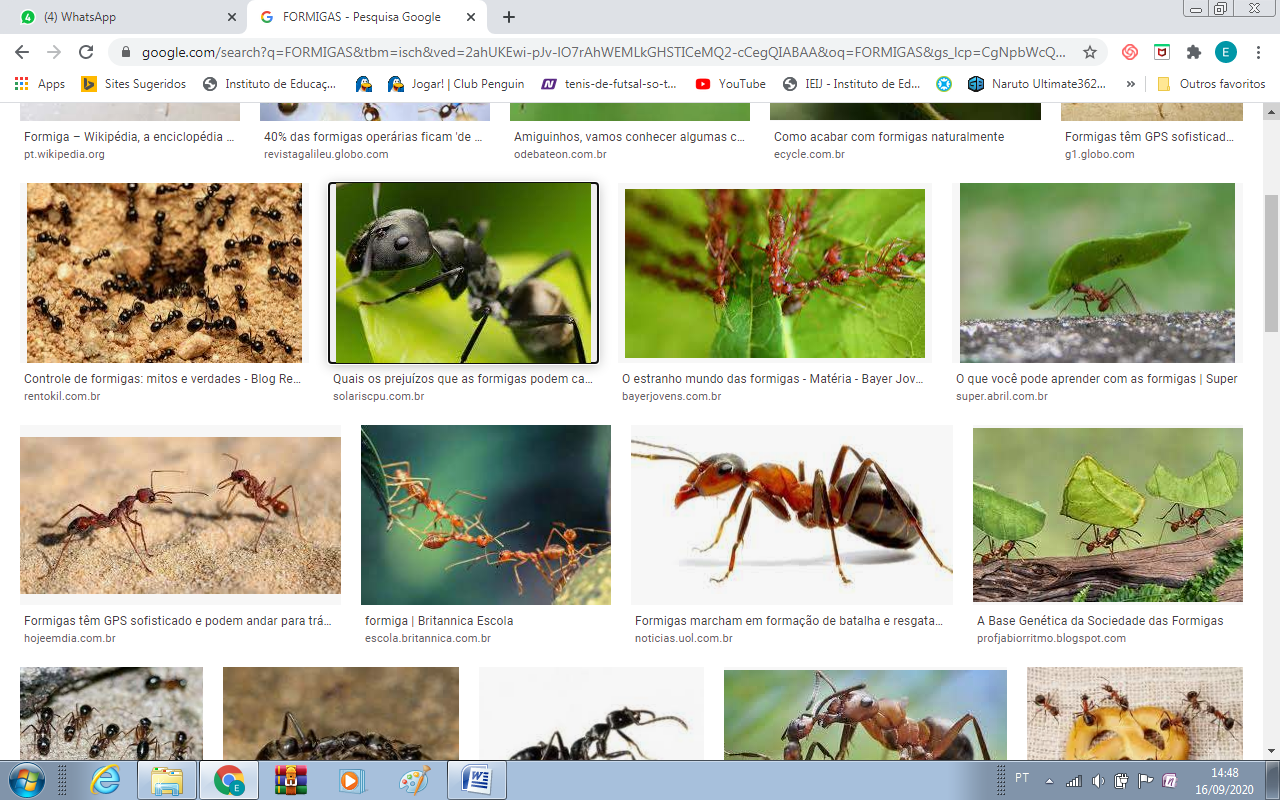 (4) WhatsApp
FORMIGAS - Pesquisa Google
google.com/search?q=FORMIGAS&tbm=isch&ved=2ahUKEwi-pJv-lO7rAhWEMLkGHSTICeMQ2-cCegQIABAA&oq=FORMIGAS&gs_lcp=CgNpbWcQ...
E
Apps
Sites Sugeridos
Instituto de Educaç...
Jogar! | Club Penguin
tenis-de-futsal-so-t...
YouTube
IEIJ - Instituto de Ed...
Naruto Ultimate362...
»
Outros favoritos
Formiga – Wikipédia, a enciclopédia ...
pt.wikipedia.org
40% das formigas operárias ficam 'de ...
revistagalileu.globo.com
Amiguinhos, vamos conhecer algumas c...
odebateon.com.br
Como acabar com formigas naturalmente
ecycle.com.br
Formigas têm GPS sofisticad...
g1.globo.com
Controle de formigas: mitos e verdades - Blog Re...
rentokil.com.br
Quais os prejuízos que as formigas podem ca...
solariscpu.com.br
O estranho mundo das formigas - Matéria - Bayer Jov...
bayerjovens.com.br
O que você pode aprender com as formigas | Super
super.abril.com.br
Formigas têm GPS sofisticado e podem andar para trá...
hojeemdia.com.br
formiga | Britannica Escola
escola.britannica.com.br
Formigas marcham em formação de batalha e resgata...
noticias.uol.com.br
A Base Genética da Sociedade das Formigas
profjabiorritmo.blogspot.com
PT
14:48
16/09/2020